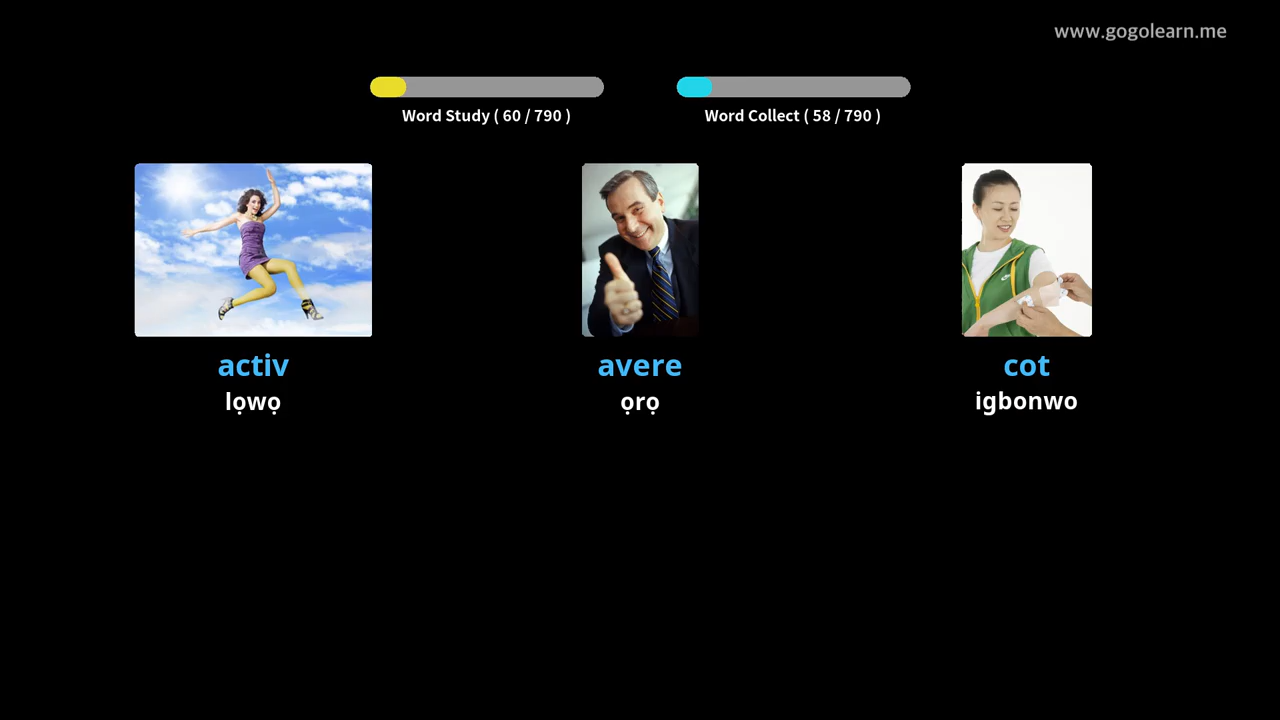 www.gogolearn.me
Word Study ( 60 / 790 )
Word Collect ( 58 / 790 )
activ
lọwọ
avere
ọrọ
cot
igbonwo